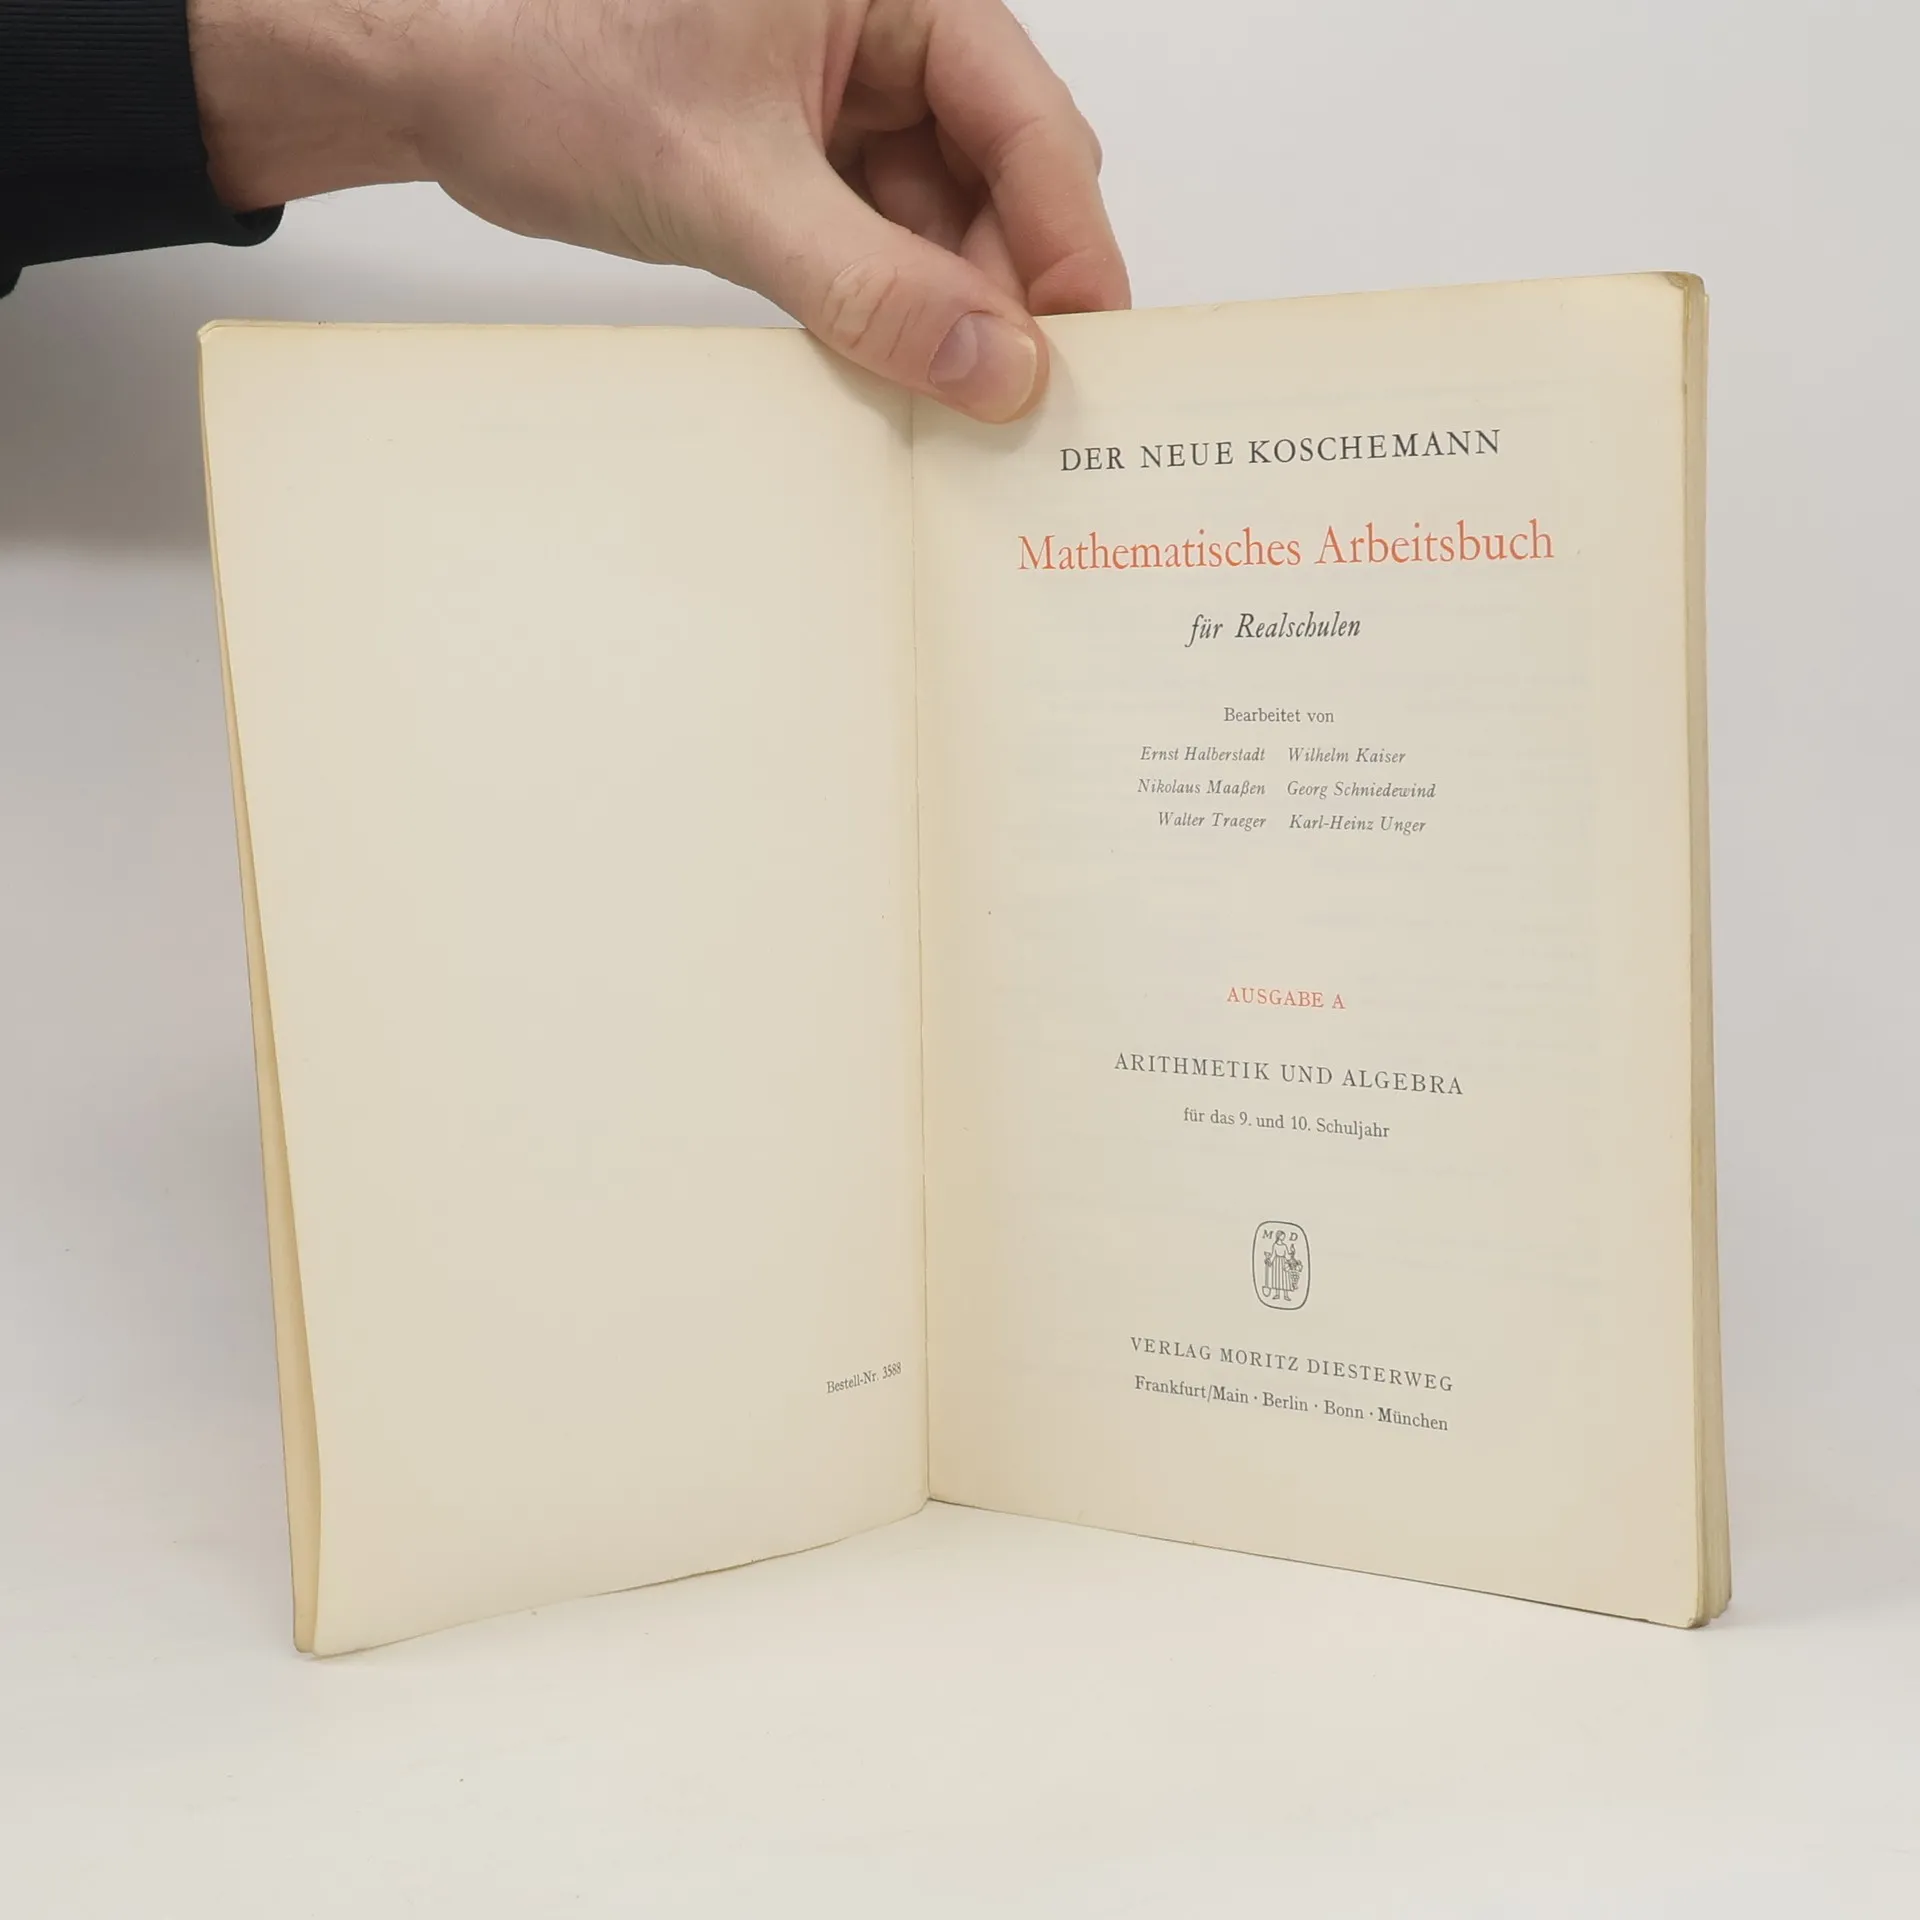 Bestell-Nr. 3588
DER NEUE KOSCHEMANN
Mathematisches Arbeitsbuch
für Realschulen
Bearbeitet von
Ernst Halberstadt Wilhelm Kaiser
Nikolaus Maaßen Georg Schniedewind
Walter Traeger Karl-Heinz Unger
AUSGABE A
ARITHMETIK UND ALGEBRA
für das 9. und 10. Schuljahr
M D
VERLAG MORITZ DIESTERWEG
Frankfurt/Main · Berlin · Bonn · München